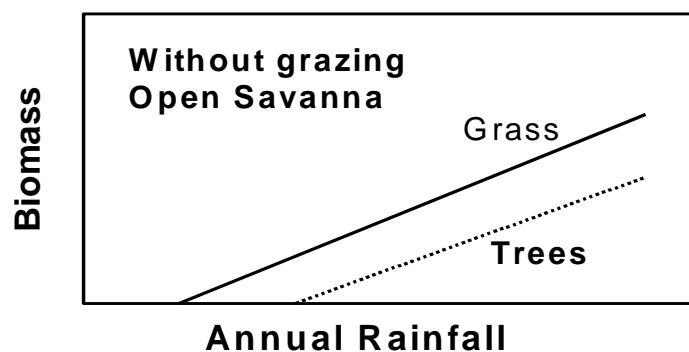 Without grazing
Open Savanna
Grass
Trees
Biomass
Annual Rainfall